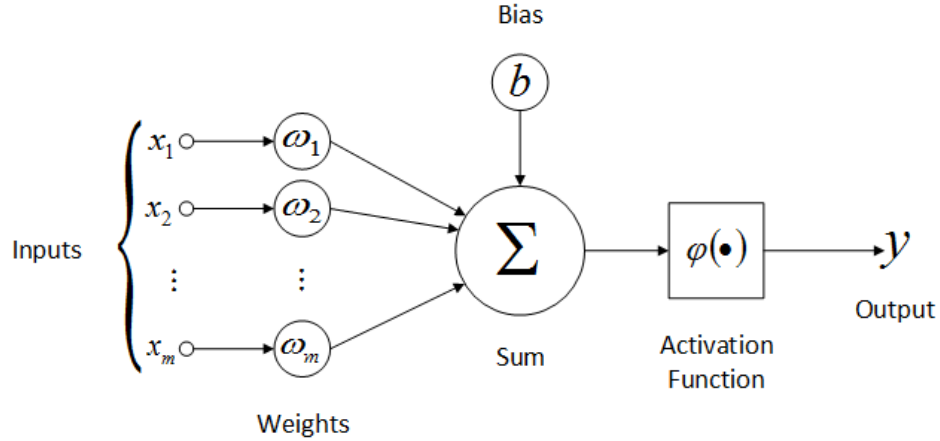 Bias
b
x₁ ω₁
x₂ ω₂
Inputs
⋮ ⋮
Σ
φ(•)
y
Output
xₘ ωₘ
Sum
Activation
Function
Weights